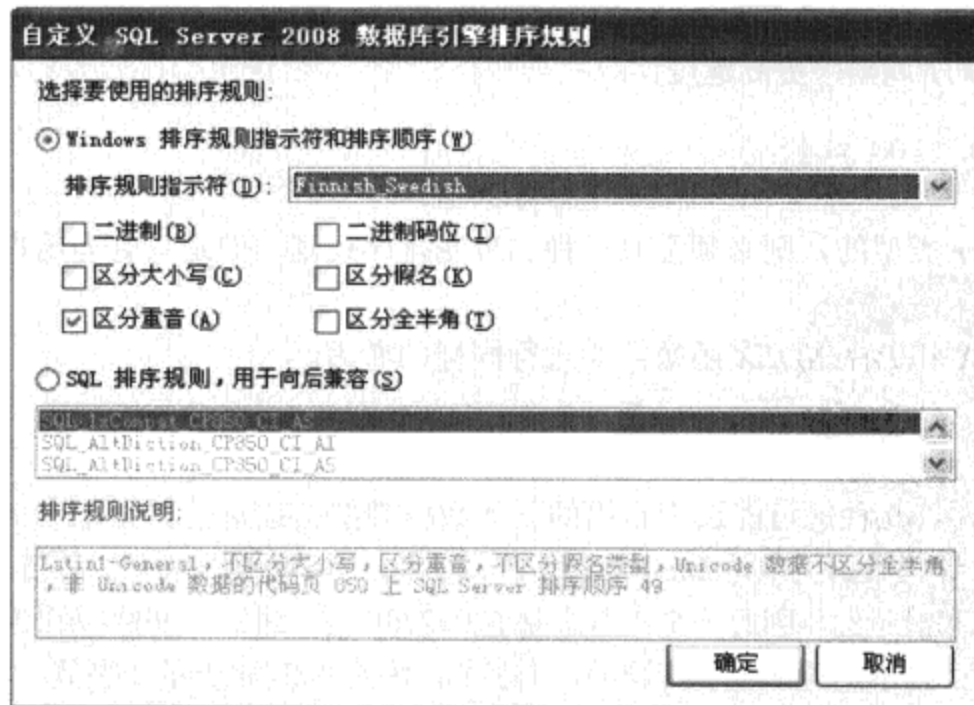 自定义 SQL Server 2008 数据库引擎排序规则
选择要使用的排序规则:
Windows 排序规则指示符和排序顺序(W)
排序规则指示符(D): Finnish_Swedish
二进制(B) 二进制码位(I)
区分大小写(C) 区分假名(K)
区分重音(A) 区分全半角(T)
SQL 排序规则，用于向后兼容(S)
SQL_1xCompat_CP850_CI_AS
SQL_AltDiction_CP850_CI_AI
SQL_AltDiction_CP850_CI_AS
排序规则说明:
Latin1-General，不区分大小写，区分重音，不区分假名类型，Unicode 数据不区分全半角
，非 Unicode 数据的代码页 850 上 SQL Server 排序顺序 49
确定 取消